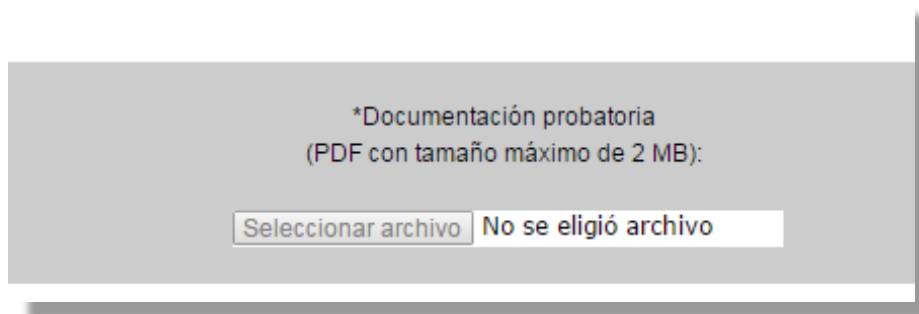 *Documentación probatoria
(PDF con tamaño máximo de 2 MB):
Seleccionar archivo No se eligió archivo